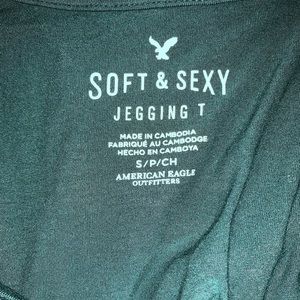 SOFT & SEXY
JEGGING T
MADE IN CAMBODIA
FABRIQUÉ AU CAMBODGE
HECHO EN CAMBOYA
S/P/CH
AMERICAN EAGLE
OUTFITTERS